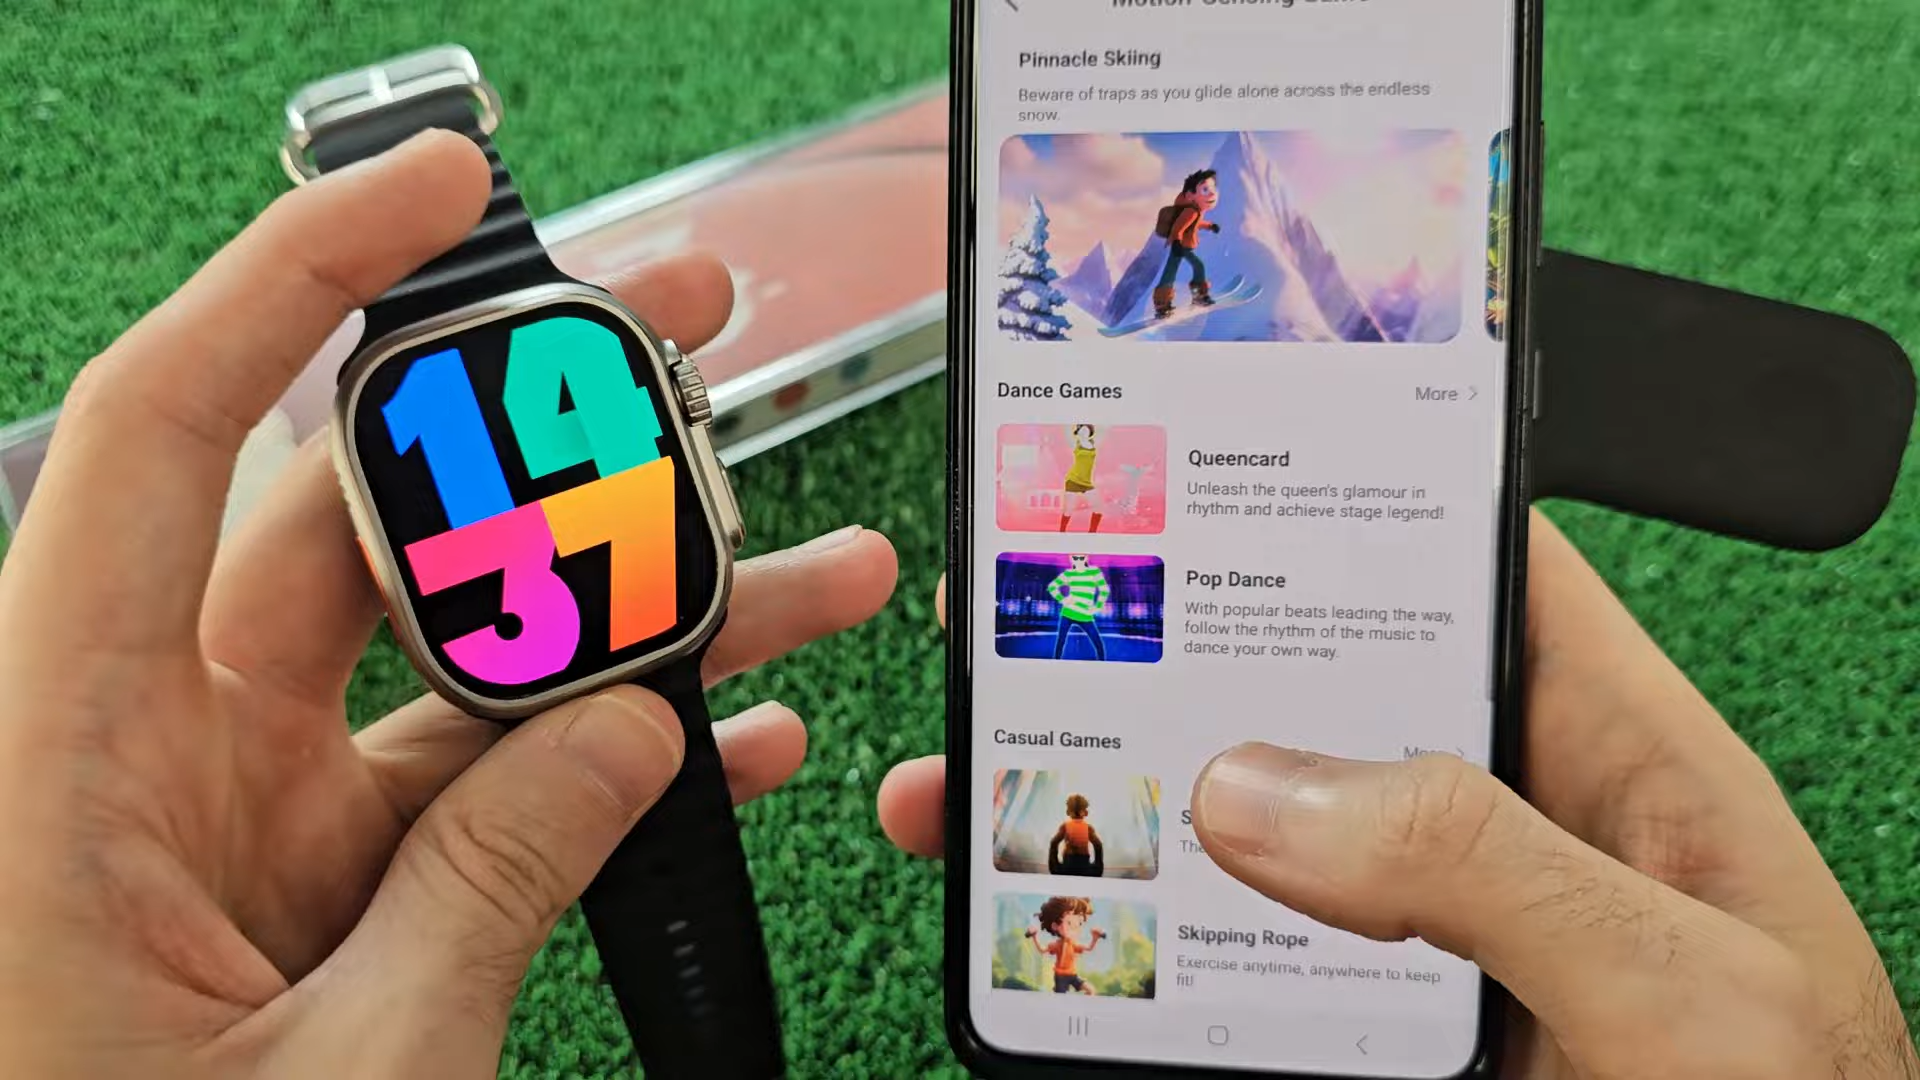 14
37
Pinnacle Skiing
Beware of traps as you glide alone across the endless
snow.
Dance Games
More
Queencard
Unleash the queen's glamour in
rhythm and achieve stage legend!
Pop Dance
With popular beats leading the way,
follow the rhythm of the music to
dance your own way.
Casual Games
Skipping Rope
Exercise anytime, anywhere to keep
fit!